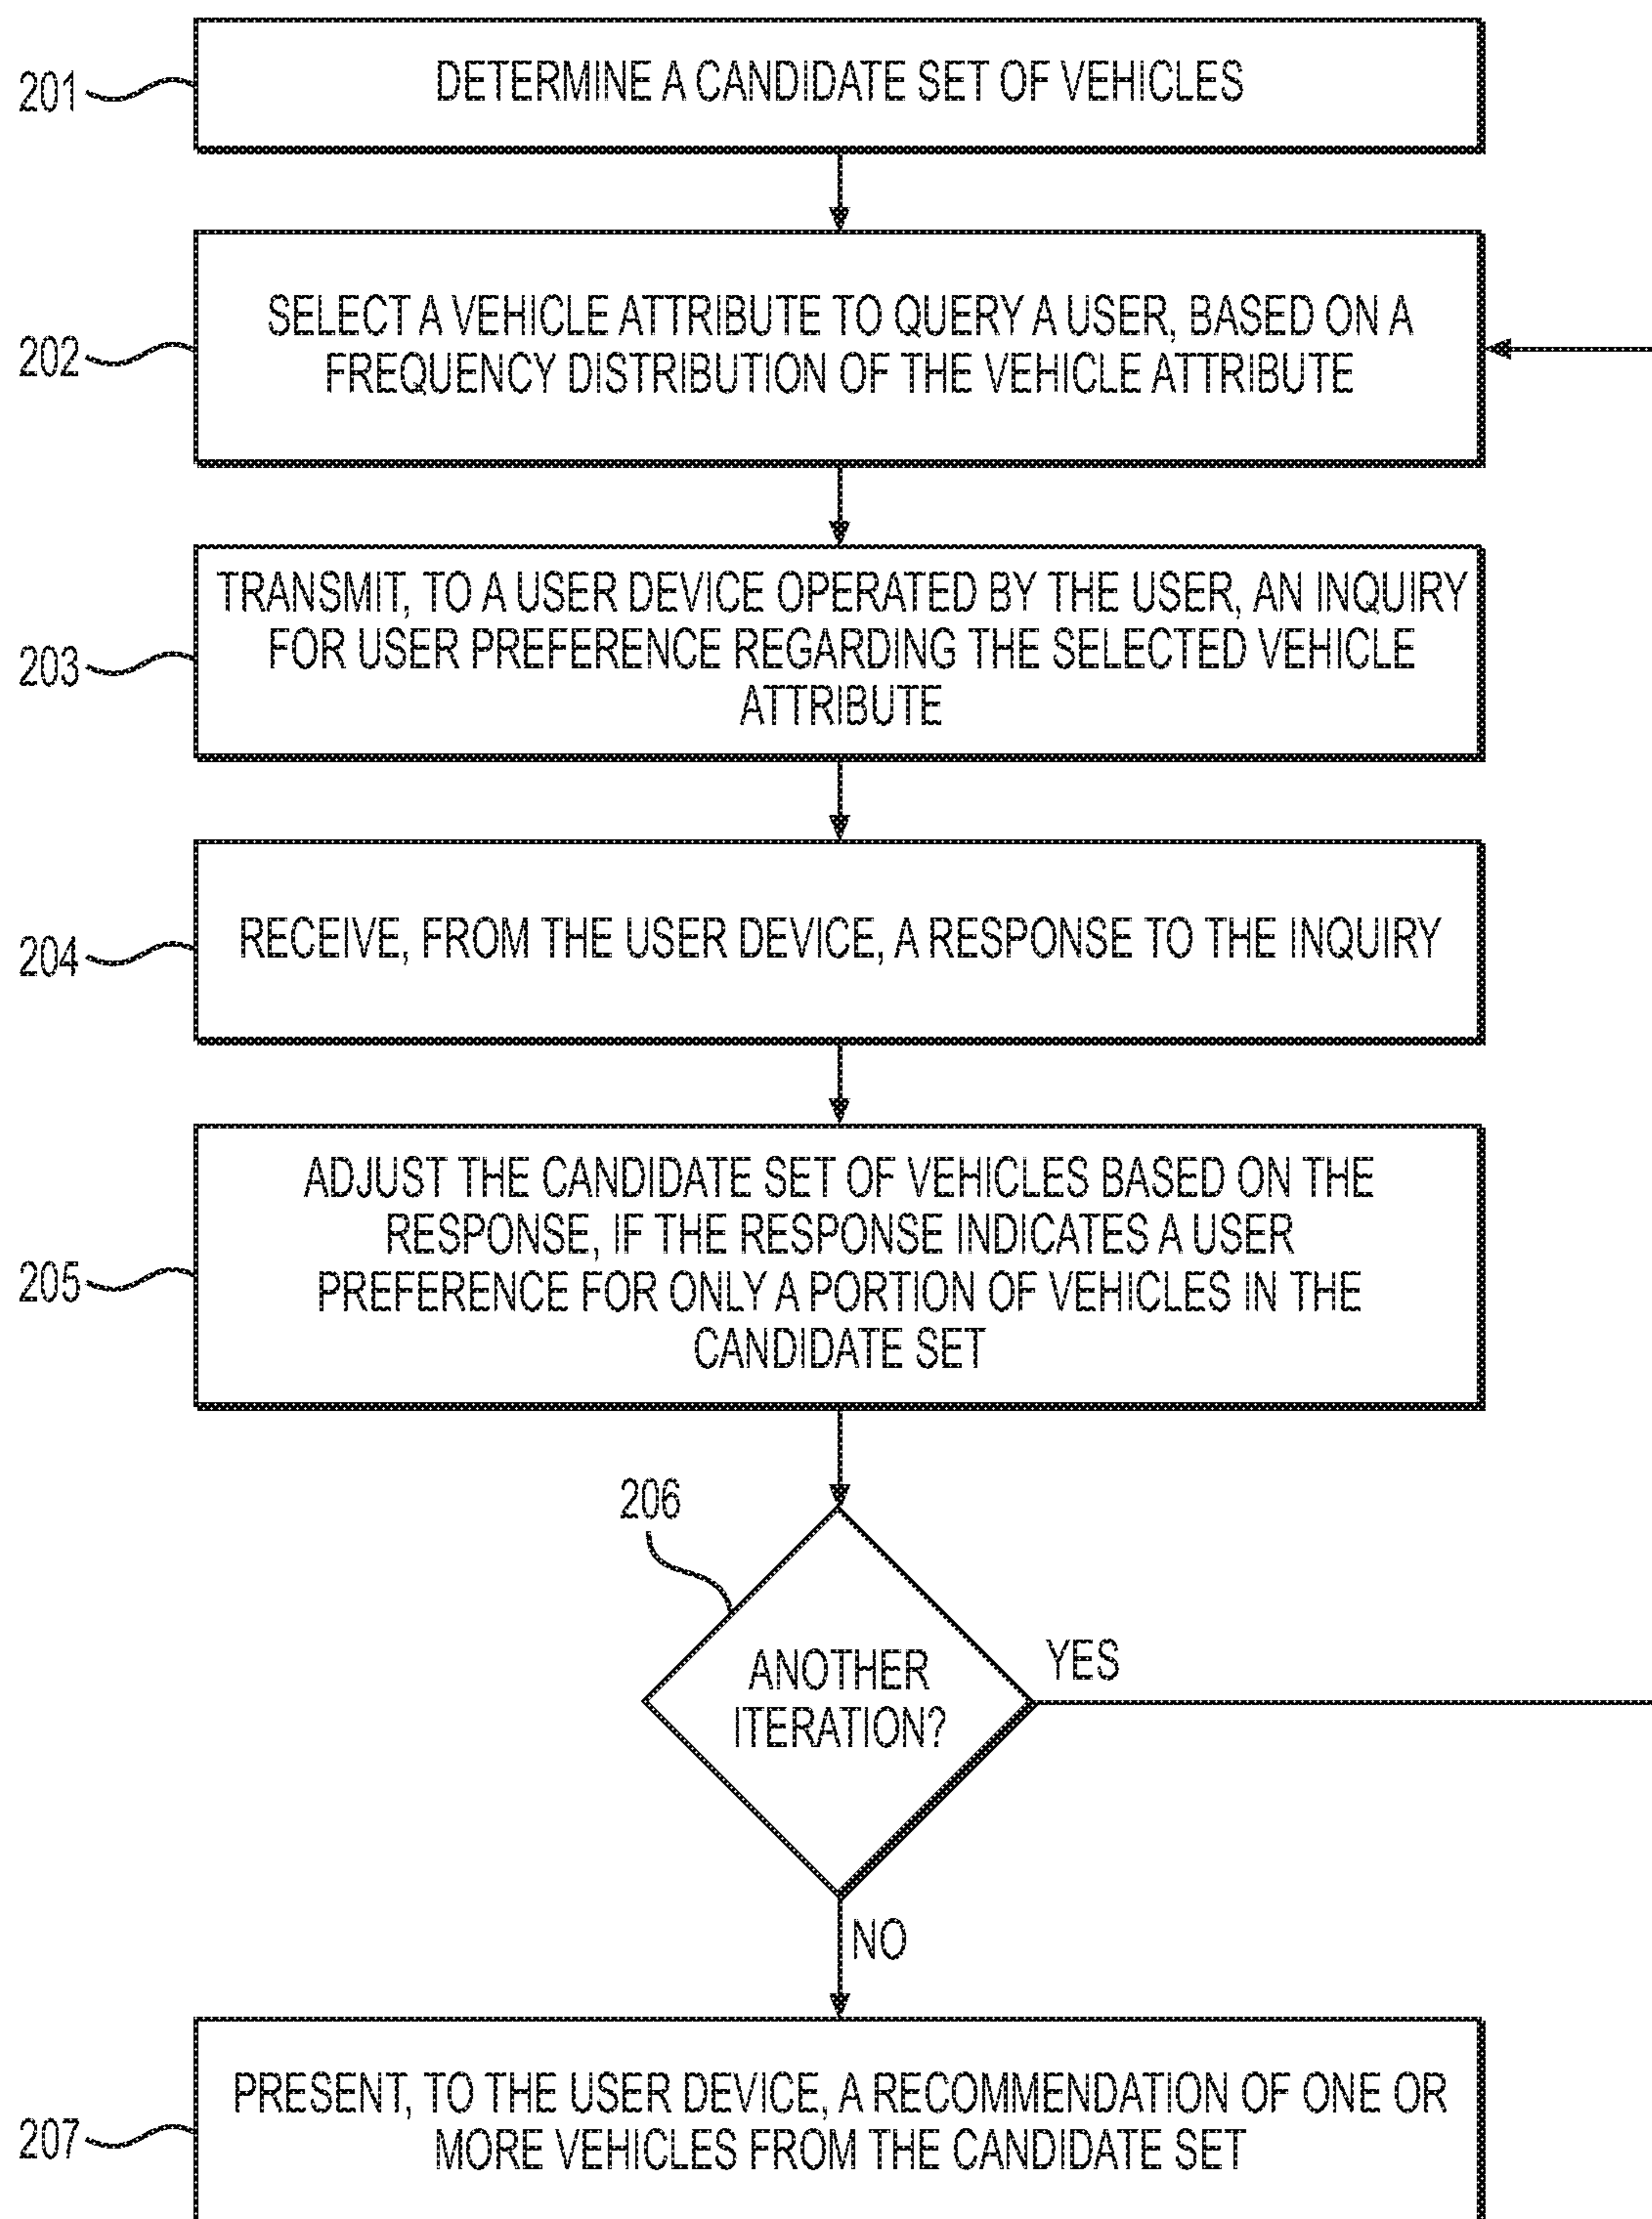 201
DETERMINE A CANDIDATE SET OF VEHICLES
202
SELECT A VEHICLE ATTRIBUTE TO QUERY A USER, BASED ON A
FREQUENCY DISTRIBUTION OF THE VEHICLE ATTRIBUTE
203
TRANSMIT, TO A USER DEVICE OPERATED BY THE USER, AN INQUIRY
FOR USER PREFERENCE REGARDING THE SELECTED VEHICLE
ATTRIBUTE
204
RECEIVE, FROM THE USER DEVICE, A RESPONSE TO THE INQUIRY
205
ADJUST THE CANDIDATE SET OF VEHICLES BASED ON THE
RESPONSE, IF THE RESPONSE INDICATES A USER
PREFERENCE FOR ONLY A PORTION OF VEHICLES IN THE
CANDIDATE SET
206
ANOTHER
ITERATION?
YES
NO
207
PRESENT, TO THE USER DEVICE, A RECOMMENDATION OF ONE OR
MORE VEHICLES FROM THE CANDIDATE SET